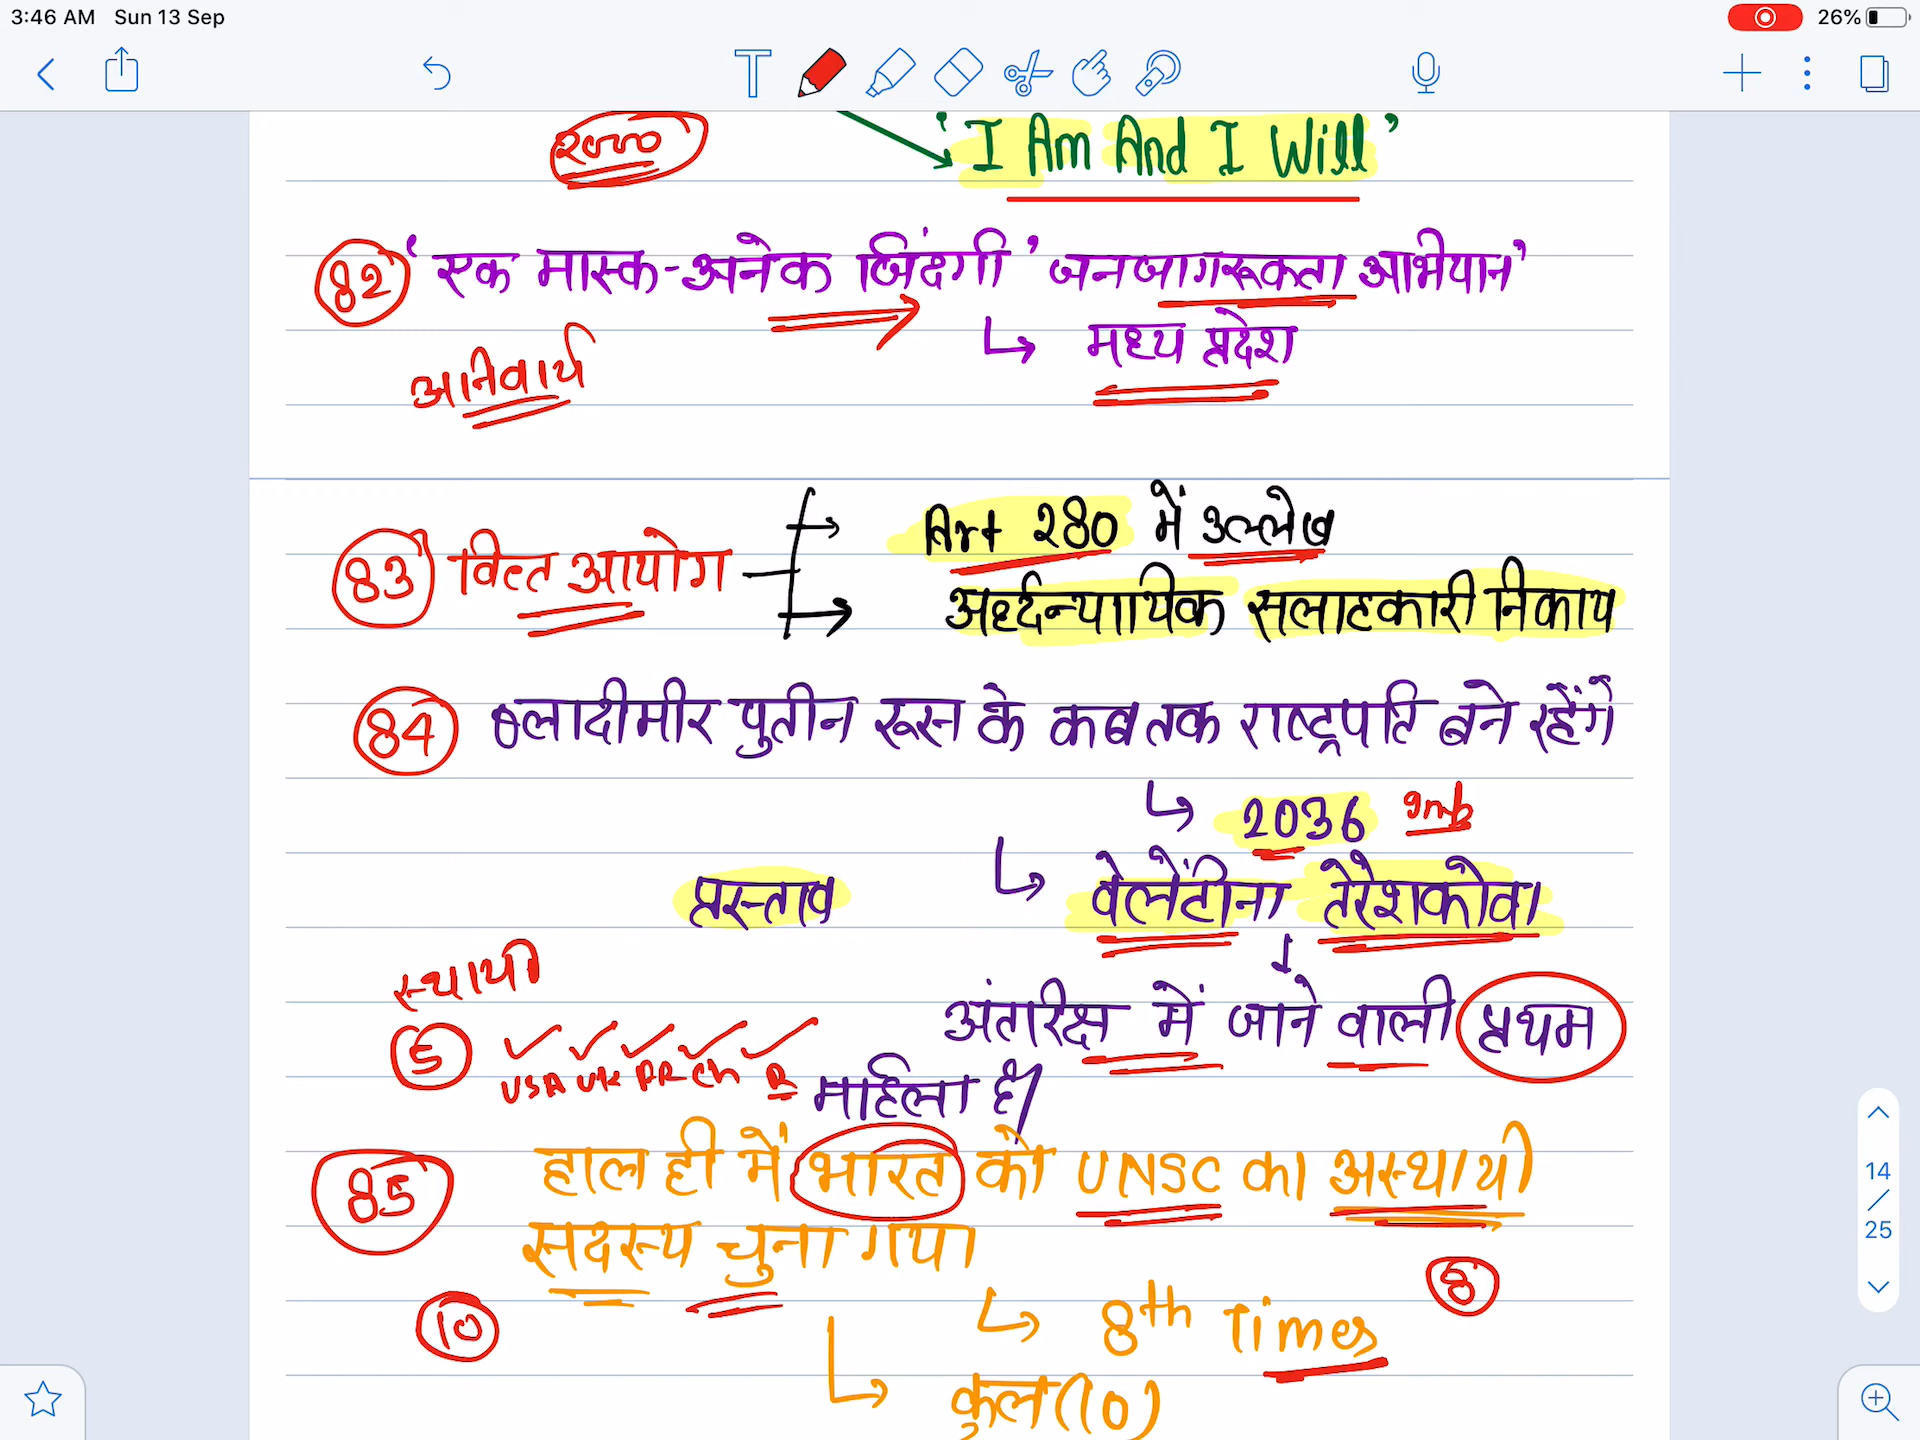 3:46 AM Sun 13 Sep
26%
T
2000
'I Am And I Will'
82 'एक मास्क-अनेक जिंदगी' जनजागरूकता अभियान'
↳ मध्य प्रदेश
अनिवार्य
83 वित्त आयोग
→ Art 280 में उल्लेख
→ अर्द्धन्यायिक सलाहकारी निकाय
84 व्लादीमीर पुतीन रूस के कब तक राष्ट्रपति बने रहेंगे
↳ 2036
प्रस्ताव ↳ वेलेंटीना तेरेशकोवा
↓
स्थायी
अंतरिक्ष में जाने वाली प्रथम
5 USA UK FR Ch R
महिला है।
85 हाल ही में भारत को UNSC का अस्थायी
सदस्य चुना गया
8
10
↳ 8th Times
↳ कुल (10)
14
/
25